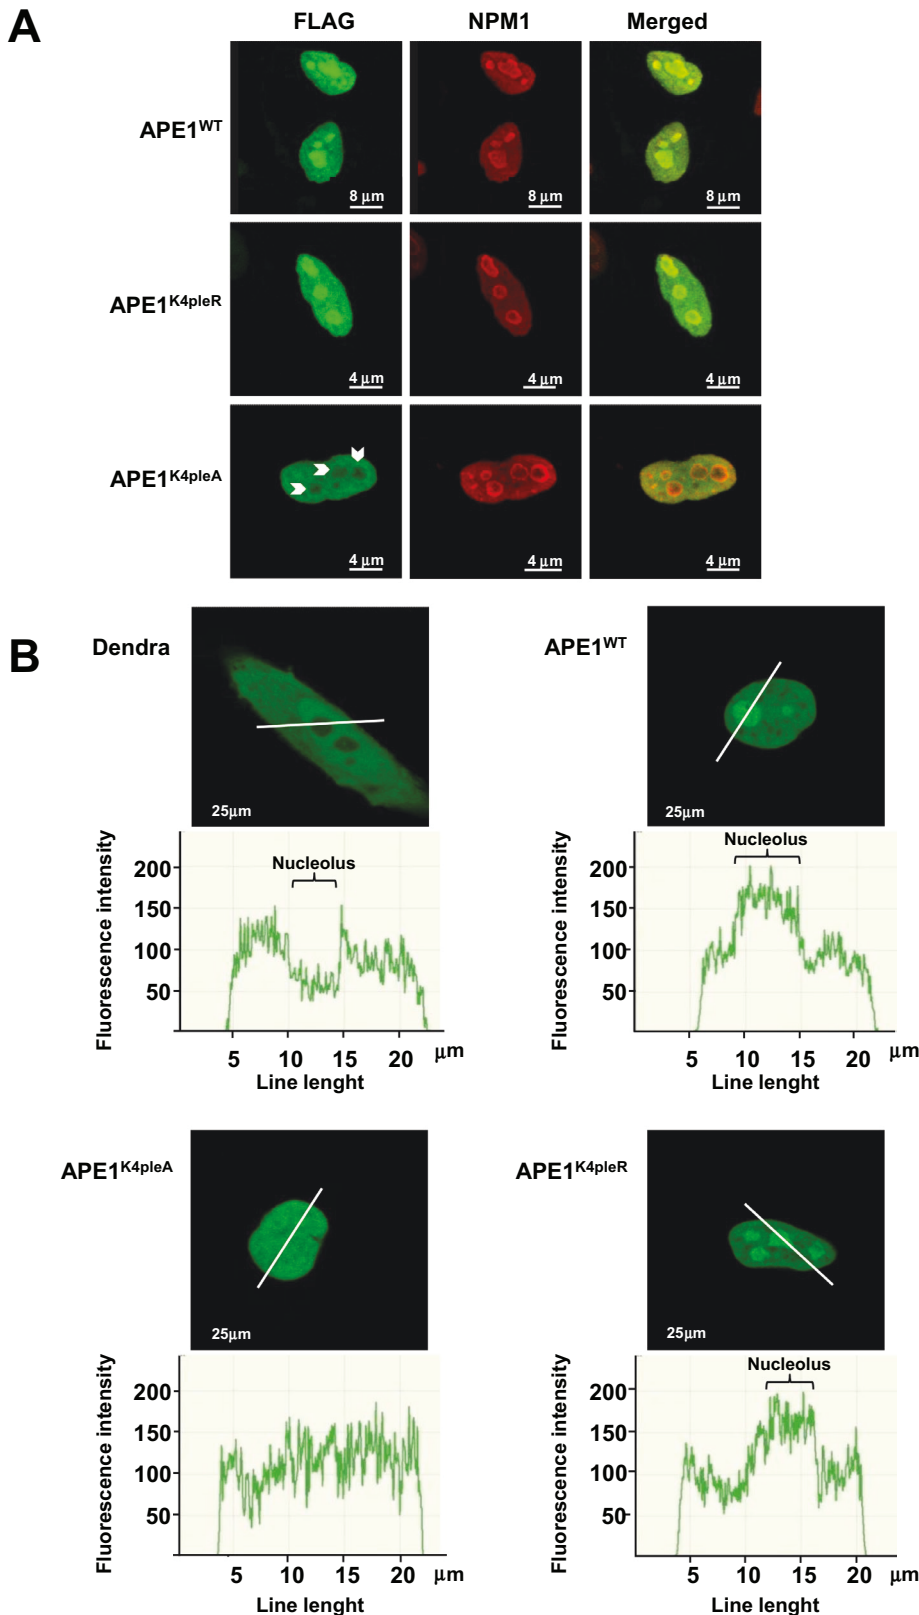 A
FLAG NPM1 Merged
APE1WT
8 μm 8 μm 8 μm
APE1K4pleR
4 μm 4 μm 4 μm
APE1K4pleA
4 μm 4 μm 4 μm
B
Dendra
25μm
Fluorescence intensity
Nucleolus
200
150
100
50
5 10 15 20 μm
Line lenght
APE1WT
25μm
Fluorescence intensity
Nucleolus
200
150
100
50
5 10 15 20 μm
Line lenght
APE1K4pleA
25μm
Fluorescence intensity
200
150
100
50
5 10 15 20 μm
Line lenght
APE1K4pleR
25μm
Fluorescence intensity
Nucleolus
200
150
100
50
5 10 15 20 μm
Line lenght